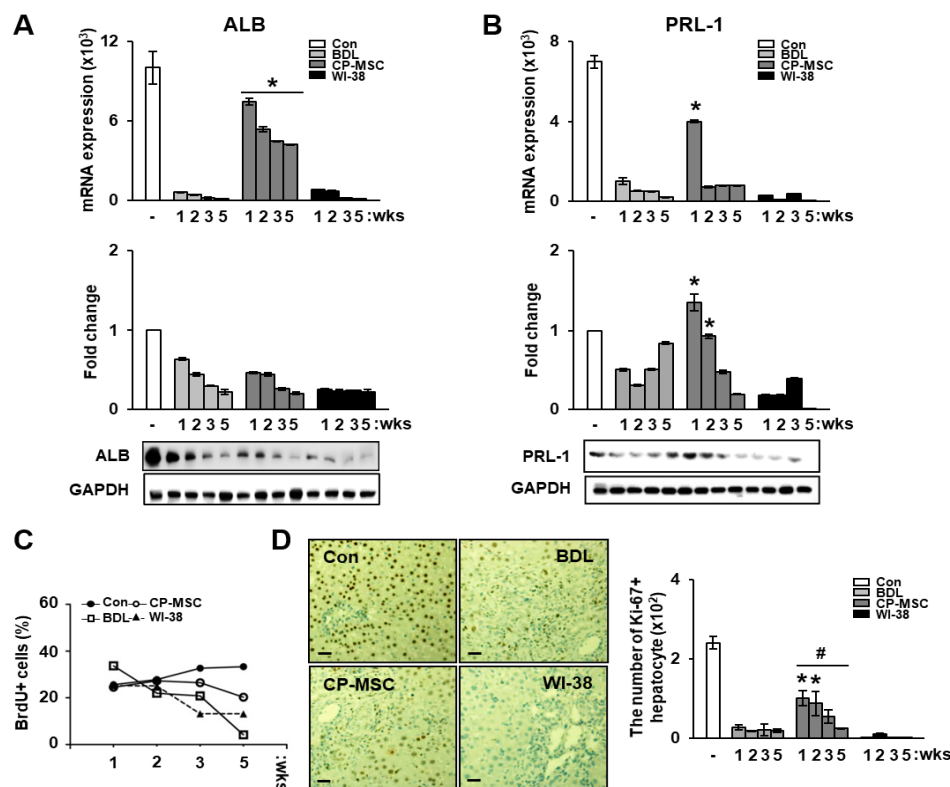 A
ALB
mRNA expression (x10³)
12
6
0
Con
BDL
CP-MSC
WI-38
*
- 1 2 3 5 1 2 3 5 1 2 3 5 :wks
Fold change
2
1
0
- 1 2 3 5 1 2 3 5 1 2 3 5 :wks
ALB
GAPDH
B
PRL-1
mRNA expression (x10³)
8
4
0
Con
BDL
CP-MSC
WI-38
*
- 1 2 3 5 1 2 3 5 1 2 3 5 :wks
Fold change
2
1
0
* *
- 1 2 3 5 1 2 3 5 1 2 3 5 :wks
PRL-1
GAPDH
C
BrdU+ cells (%)
60
40
20
0
Con CP-MSC
BDL WI-38
1 2 3 5 :wks
D
Con
BDL
CP-MSC
WI-38
The number of Ki-67+
hepatocyte (x10²)
4
2
0
Con
BDL
CP-MSC
WI-38
#
* *
- 1 2 3 5 1 2 3 5 1 2 3 5 :wks